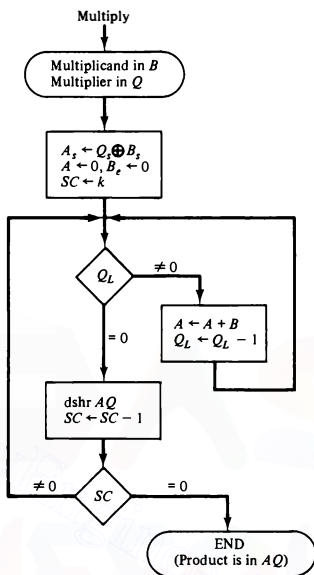 Multiply
Multiplicand in B
Multiplier in Q
A_s ← Q_s ⊕ B_s
A ← 0, B_e ← 0
SC ← k
Q_L
≠0
A ← A + B
Q_L ← Q_L − 1
= 0
dshr AQ
SC ← SC − 1
≠0
SC
= 0
END
(Product is in AQ)